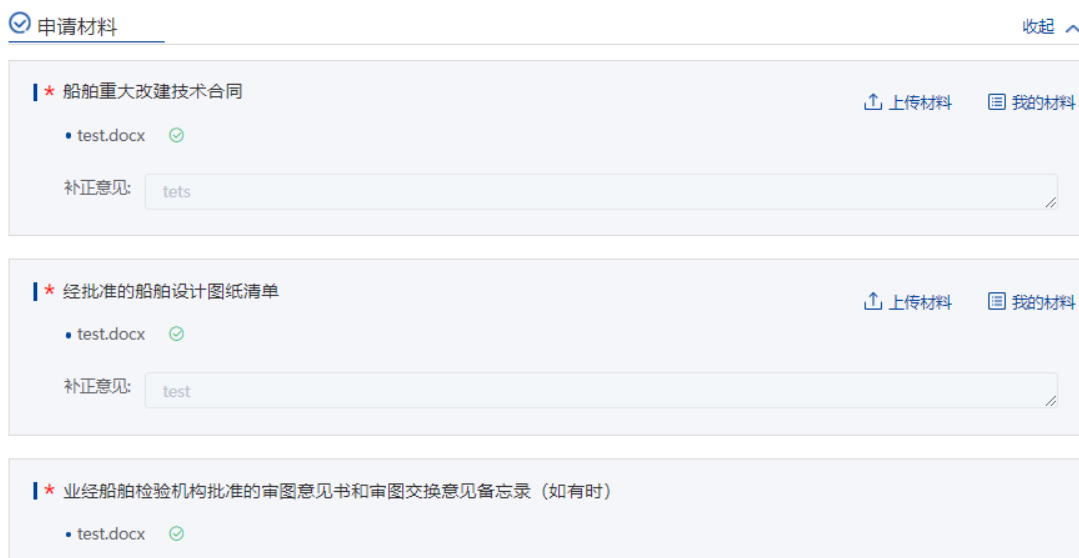 申请材料
收起
* 船舶重大改建技术合同
上传材料 我的材料
• test.docx
补正意见: tets
* 经批准的船舶设计图纸清单
上传材料 我的材料
• test.docx
补正意见: test
* 业经船舶检验机构批准的审图意见书和审图交换意见备忘录（如有时）
• test.docx